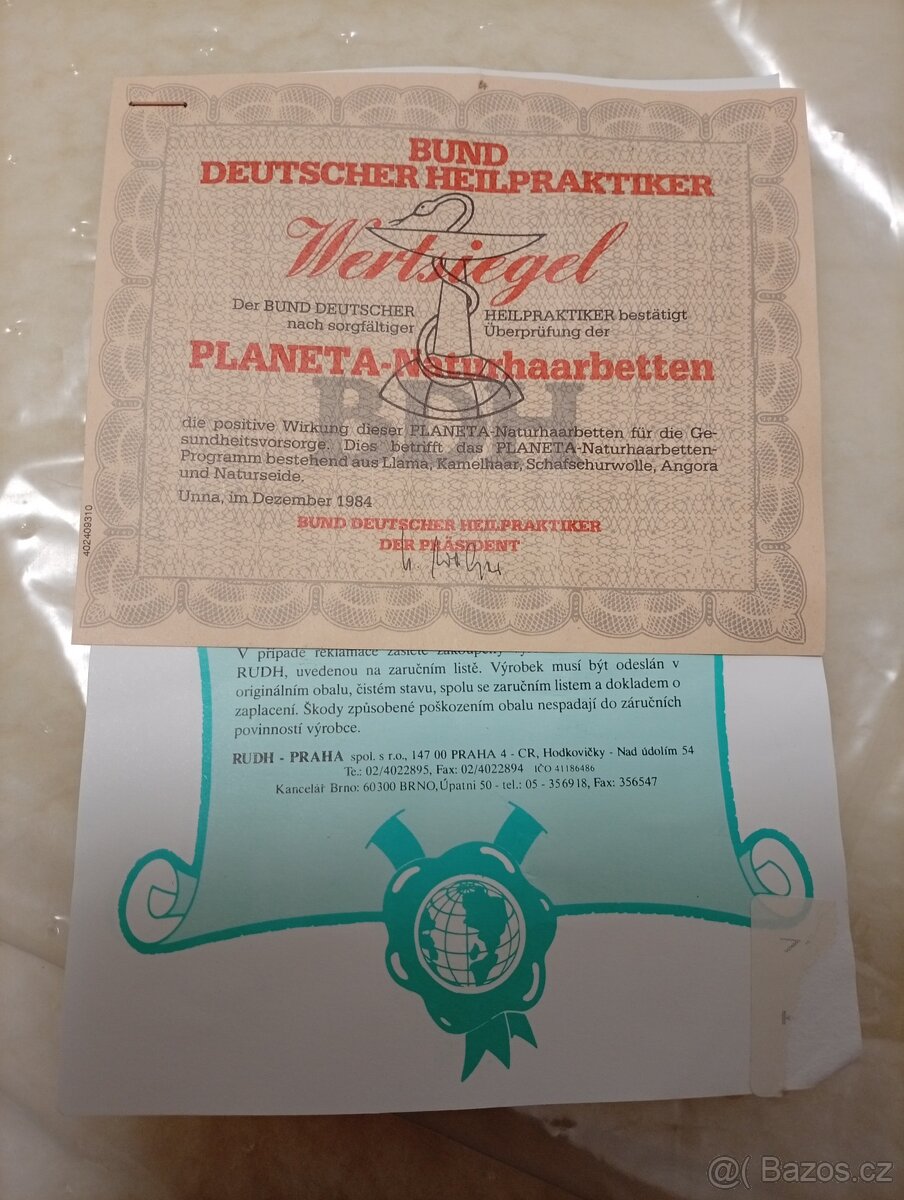 BUND
DEUTSCHER HEILPRAKTIKER
Wertsiegel
Der BUND DEUTSCHER HEILPRAKTIKER bestätigt
nach sorgfältiger Überprüfung der
PLANETA-Naturhaarbetten
BDH
die positive Wirkung dieser PLANETA-Naturhaarbetten für die Ge-
sundheitsvorsorge. Dies betrifft das PLANETA-Naturhaarbetten-
Programm bestehend aus Llama, Kamelhaar, Schafschurwolle, Angora
und Naturseide.
Unna, im Dezember 1984
BUND DEUTSCHER HEILPRAKTIKER
DER PRÄSIDENT
402409310
V případě reklamace zašlete
RUDH, uvedenou na zaručním listě. Výrobek musí být odeslán v
originálním obalu, čistém stavu, spolu se zaručním listem a dokladem o
zaplacení. Škody způsobené poškozením obalu nespadají do záručních
povinností výrobce.
RUDH - PRAHA spol. s r.o., 147 00 PRAHA 4 - CR, Hodkovičky - Nad údolím 54
Te.: 02/4022895, Fax: 02/4022894 IČO 41186486
Kancelář Brno: 60300 BRNO, Úpatní 50 - tel.: 05 - 356918, Fax: 356547
@( Bazos.cz